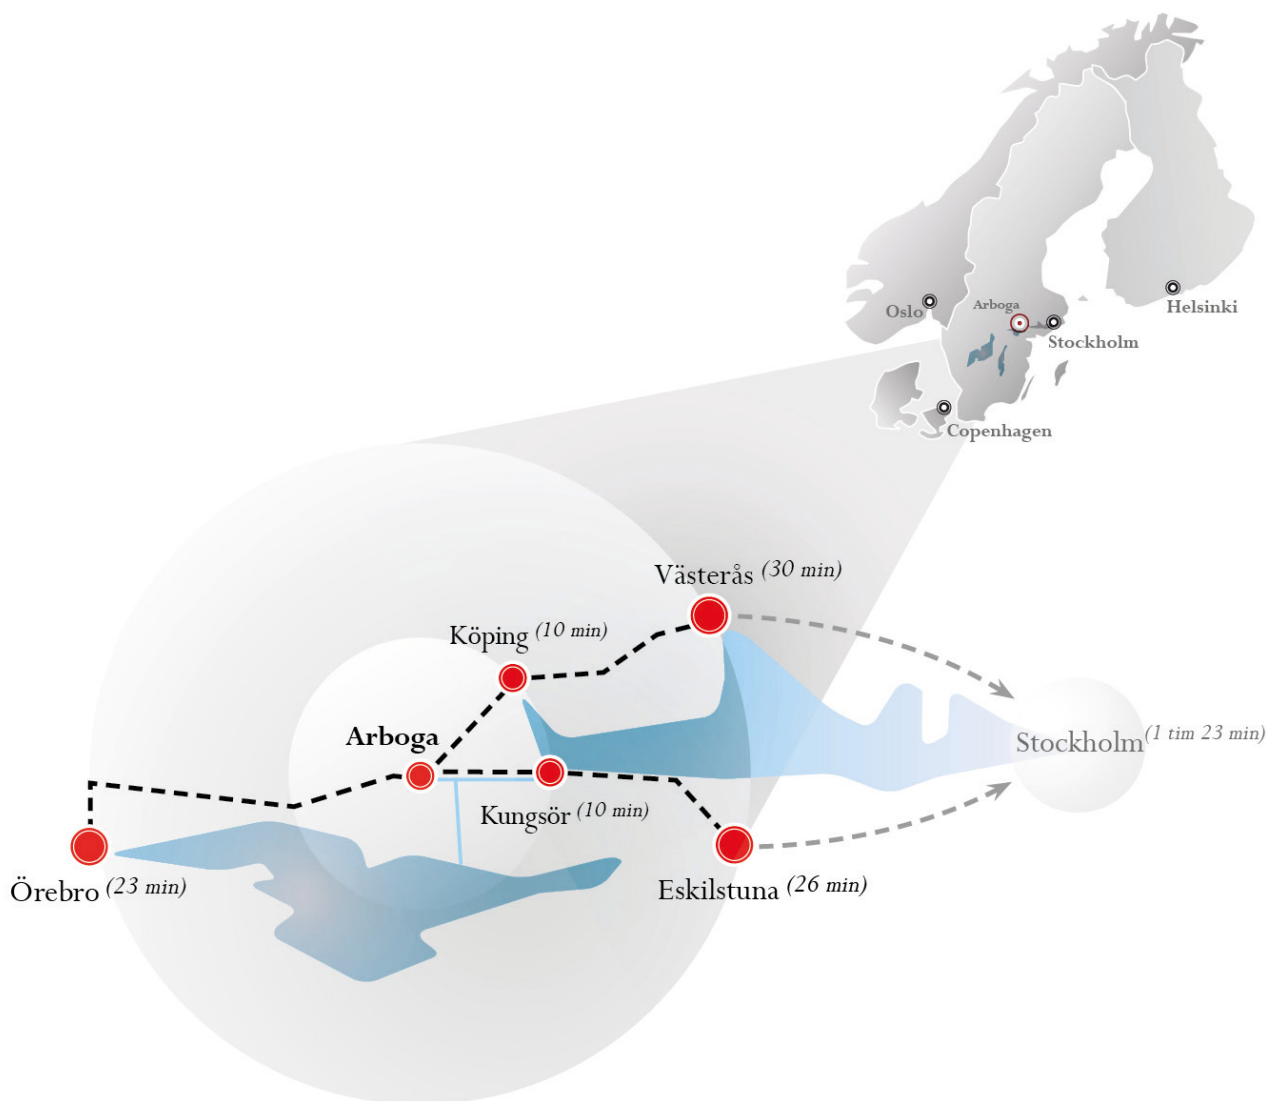 Oslo
Arboga
Helsinki
Stockholm
Copenhagen
Västerås (30 min)
Köping (10 min)
Arboga
Stockholm (1 tim 23 min)
Kungsör (10 min)
Örebro (23 min)
Eskilstuna (26 min)